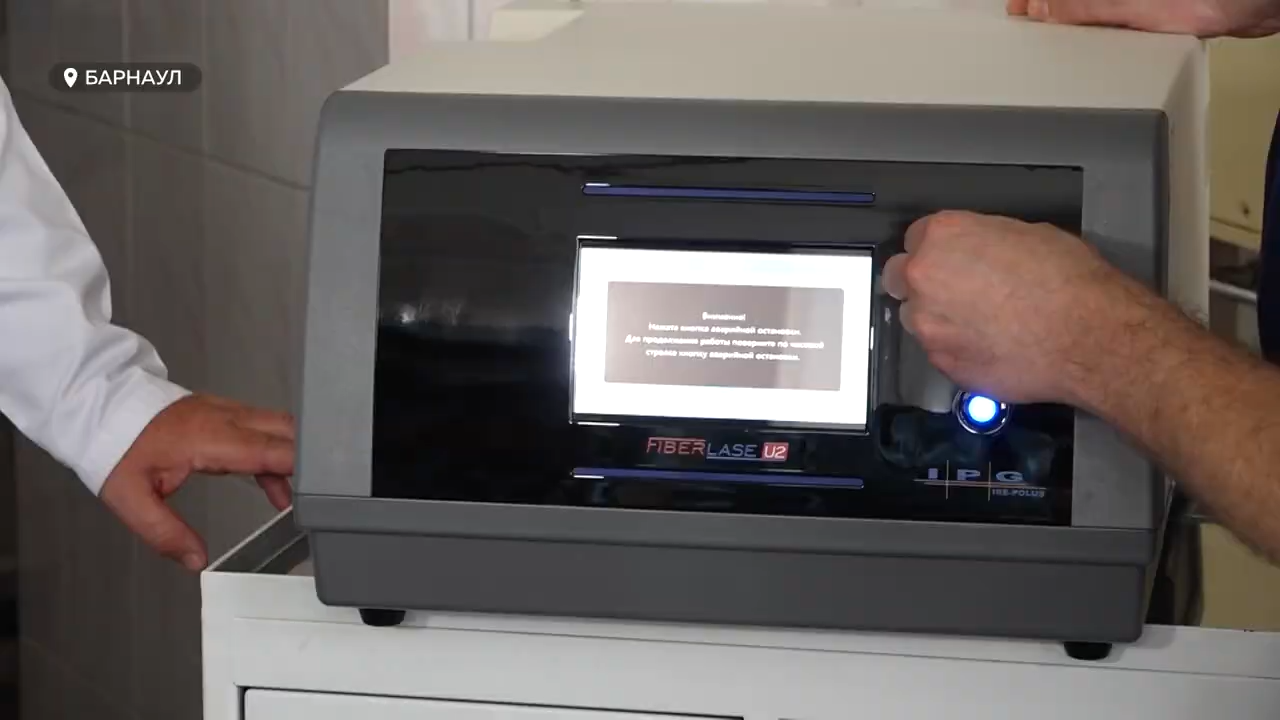 БАРНАУЛ
Внимание!
Нажата кнопка аварийной остановки.
Для продолжения работы поверните по часовой
стрелке кнопку аварийной остановки.
FIBERLASE U2
IPG
IRE-POLUS